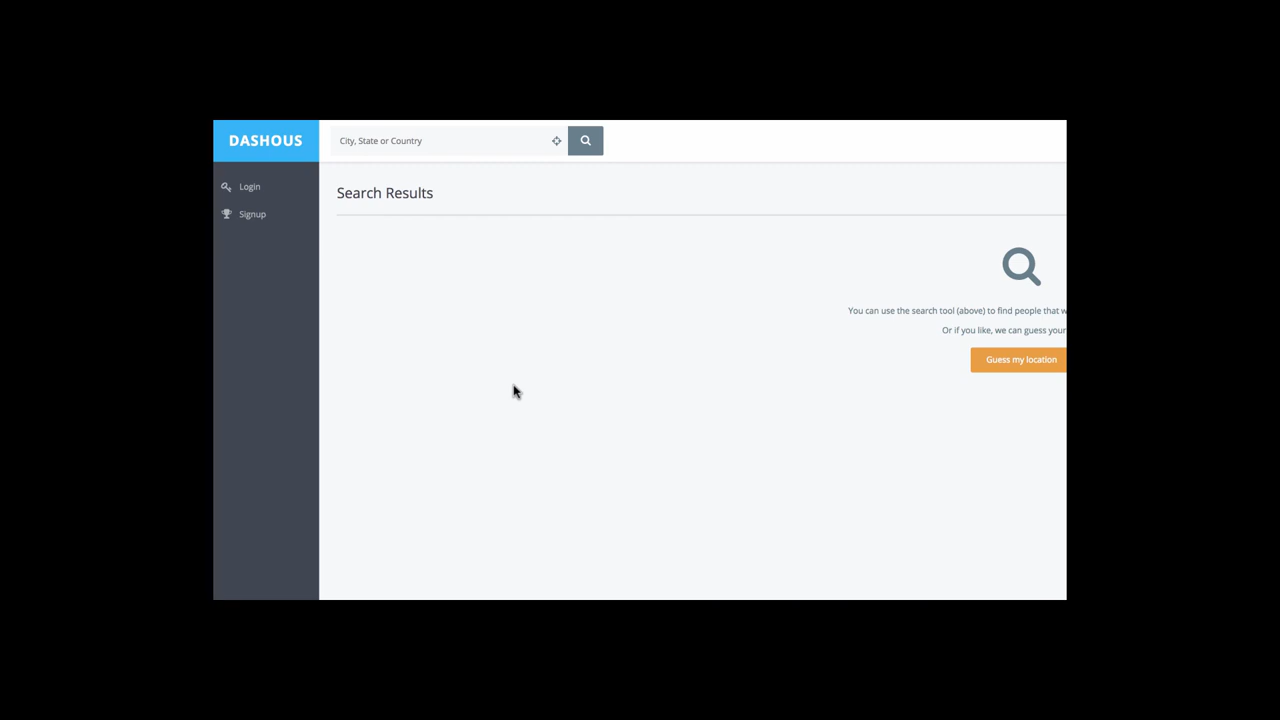 DASHOUS
City, State or Country
Login
Signup
Search Results
You can use the search tool (above) to find people that
Or if you like, we can guess your
Guess my location